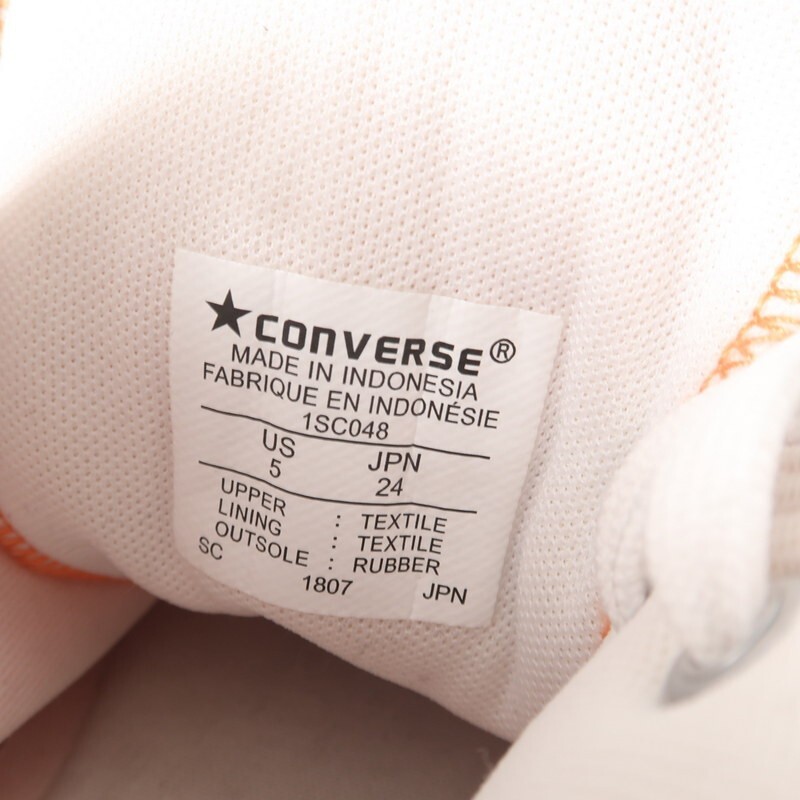 ★CONVERSE®
MADE IN INDONESIA
FABRIQUE EN INDONÉSIE
1SC048
US JPN
5 24
UPPER : TEXTILE
LINING : TEXTILE
OUTSOLE : RUBBER
SC 1807 JPN